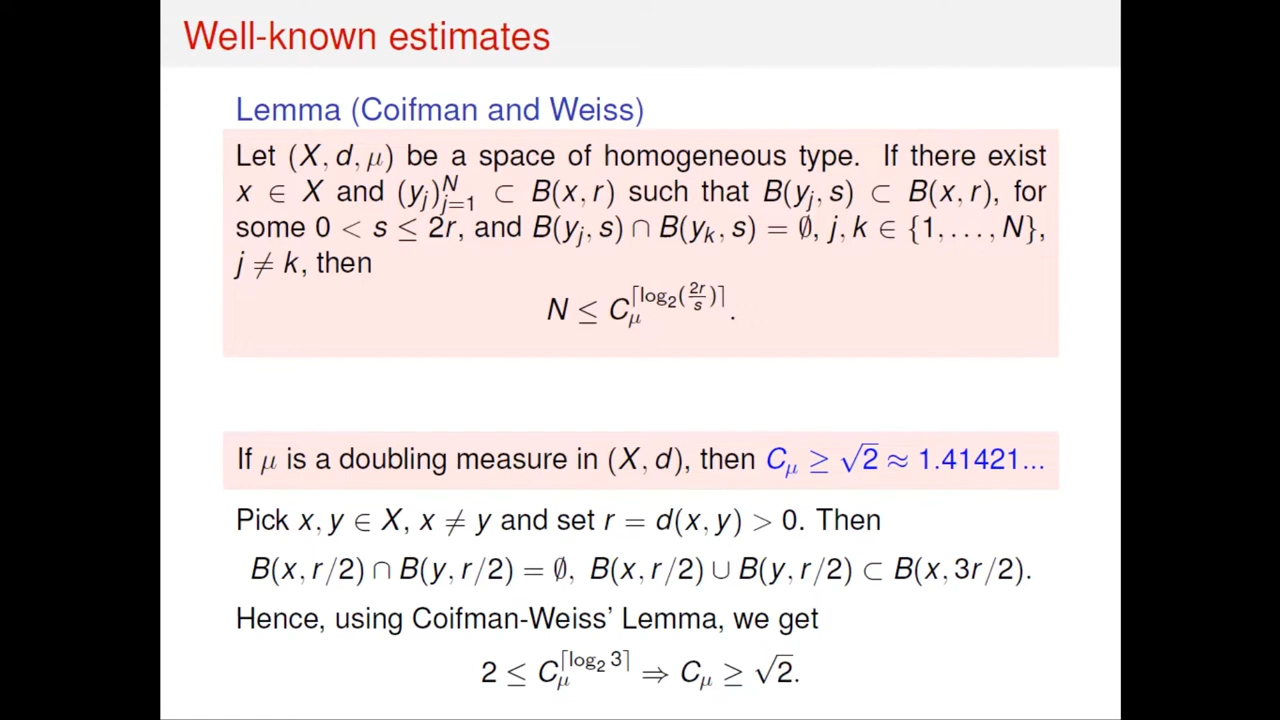 Well-known estimates
Lemma (Coifman and Weiss)
Let (X, d, μ) be a space of homogeneous type. If there exist
x ∈ X and (y_j)_{j=1}^N ⊂ B(x, r) such that B(y_j, s) ⊂ B(x, r), for
some 0 < s ≤ 2r, and B(y_j, s) ∩ B(y_k, s) = ∅, j, k ∈ {1, . . . , N},
j ≠ k, then
N ≤ C_μ^{⌈log_2(\frac{2r}{s})⌉}.
If μ is a doubling measure in (X, d), then C_μ ≥ √2 ≈ 1.41421...
Pick x, y ∈ X, x ≠ y and set r = d(x, y) > 0. Then
B(x, r/2) ∩ B(y, r/2) = ∅, B(x, r/2) ∪ B(y, r/2) ⊂ B(x, 3r/2).
Hence, using Coifman-Weiss' Lemma, we get
2 ≤ C_μ^{⌈log_2 3⌉} ⇒ C_μ ≥ √2.